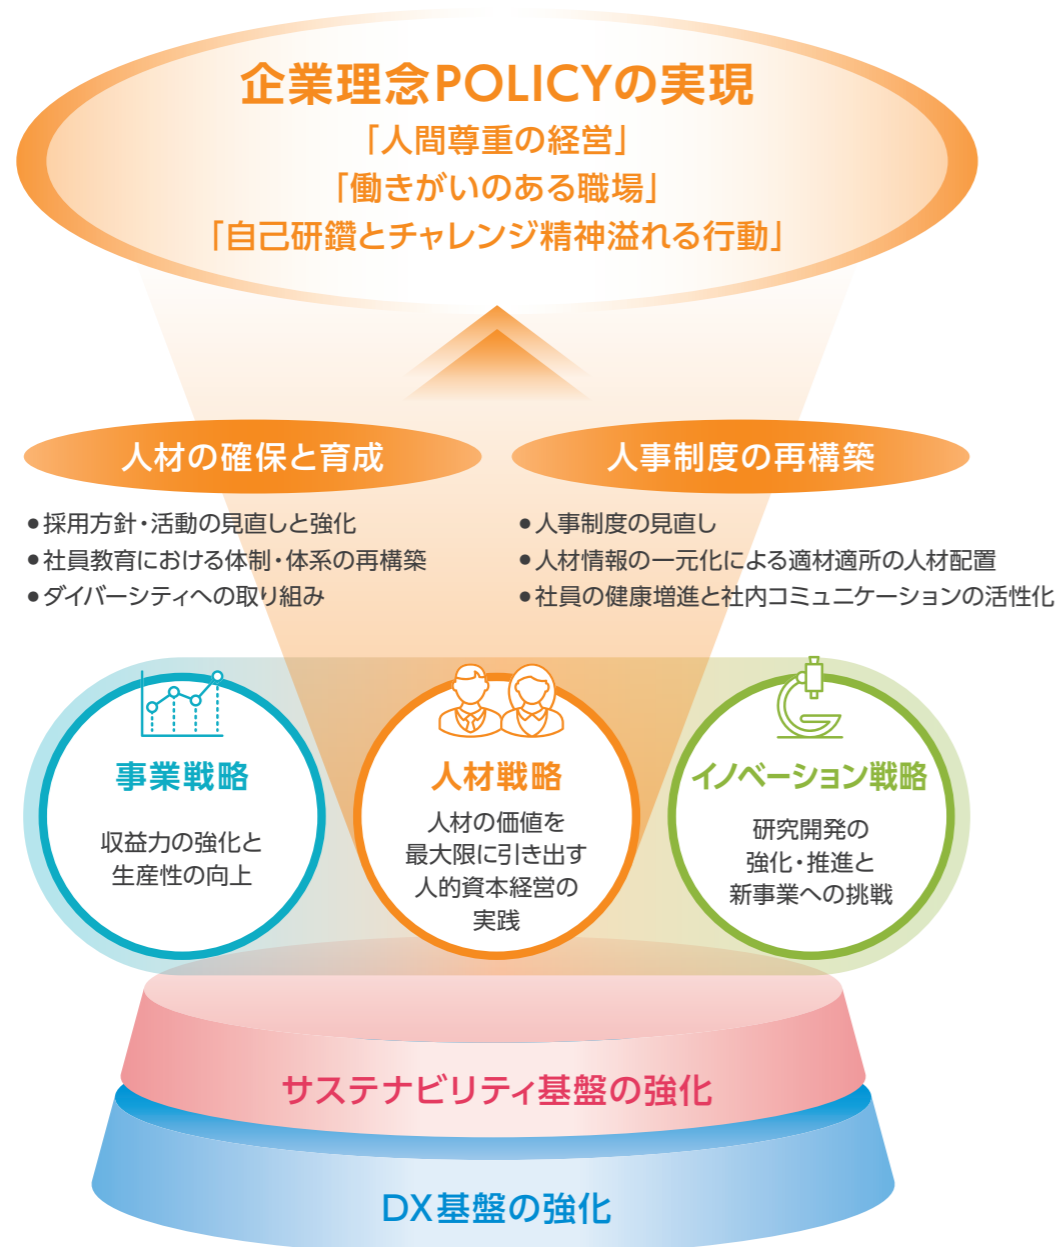 企業理念POLICYの実現
「人間尊重の経営」
「働きがいのある職場」
「自己研鑽とチャレンジ精神溢れる行動」
人材の確保と育成
●採用方針・活動の見直しと強化
●社員教育における体制・体系の再構築
●ダイバーシティへの取り組み
人事制度の再構築
●人事制度の見直し
●人材情報の一元化による適材適所の人材配置
●社員の健康増進と社内コミュニケーションの活性化
事業戦略
収益力の強化と
生産性の向上
人材戦略
人材の価値を
最大限に引き出す
人的資本経営の
実践
イノベーション戦略
研究開発の
強化・推進と
新事業への挑戦
サステナビリティ基盤の強化
DX基盤の強化